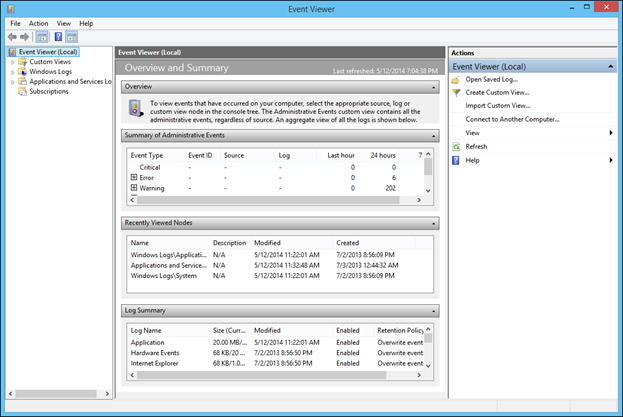 Event Viewer
File Action View Help
Event Viewer (Local)
Custom Views
Windows Logs
Applications and Services Lo
Subscriptions
Event Viewer (Local)
Overview and Summary Last refreshed: 5/12/2014 7:04:38 PM
Overview
To view events that have occurred on your computer, select the appropriate source, log or
custom view node in the console tree. The Administrative Events custom view contains all the
administrative events, regardless of source. An aggregate view of all the logs is shown below.
Summary of Administrative Events
Event Type Event ID Source Log Last hour 24 hours 7
Critical - - - 0 0
Error - - - 0 6
Warning - - - 0 202
Recently Viewed Nodes
Name Description Modified Created
Windows Logs\Applicati... N/A 5/12/2014 11:22:01 AM 7/2/2013 8:56:09 PM
Applications and Service... N/A 5/12/2014 11:32:48 AM 7/3/2013 12:44:32 AM
Windows Logs\System N/A 5/12/2014 11:22:01 AM 7/2/2013 8:56:09 PM
Log Summary
Log Name Size (Curr... Modified Enabled Retention Policy
Application 20.00 MB/... 5/12/2014 11:22:01 AM Enabled Overwrite event
Hardware Events 68 KB/20 ... 7/2/2013 8:56:50 PM Enabled Overwrite event
Internet Explorer 68 KB/1.0... 7/2/2013 8:56:50 PM Enabled Overwrite event
Actions
Event Viewer (Local)
Open Saved Log...
Create Custom View...
Import Custom View...
Connect to Another Computer...
View
Refresh
Help